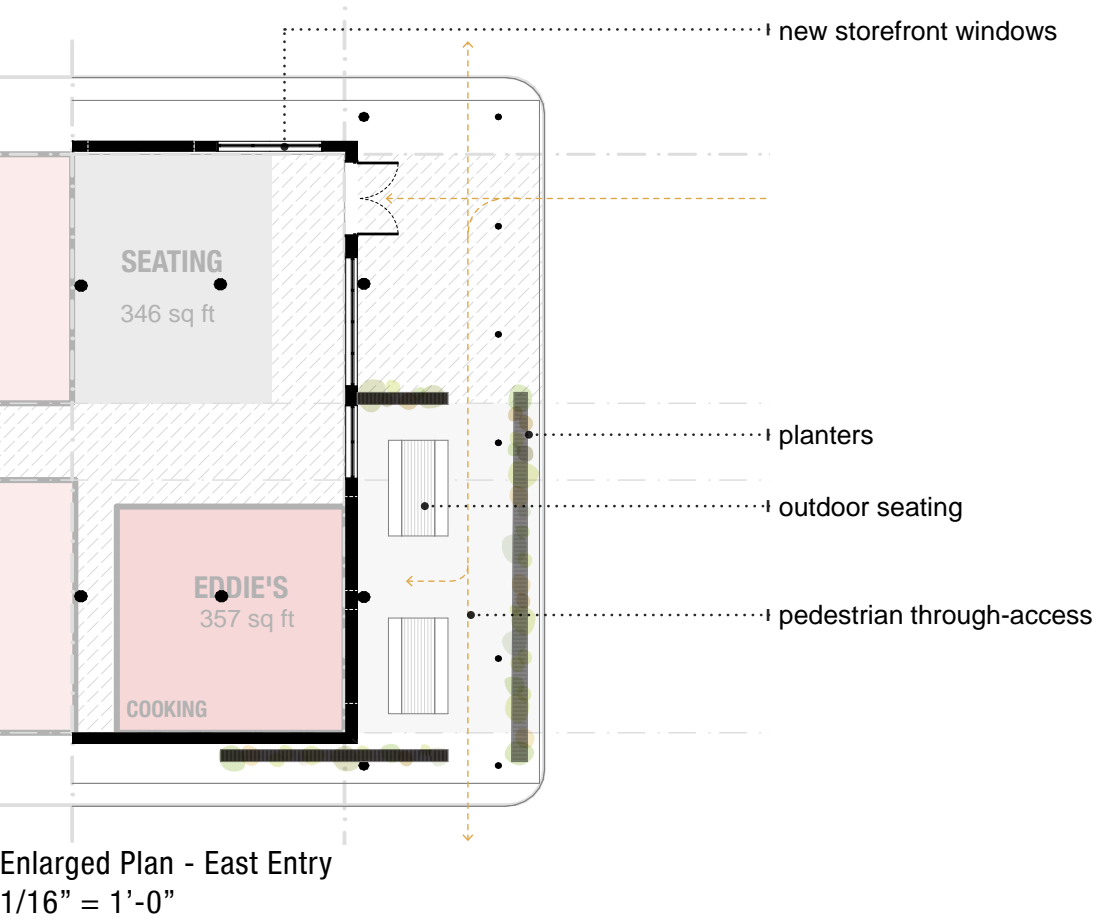 new storefront windows
SEATING
346 sq ft
planters
outdoor seating
EDDIE'S
357 sq ft
pedestrian through-access
COOKING
Enlarged Plan - East Entry
1/16” = 1’-0”